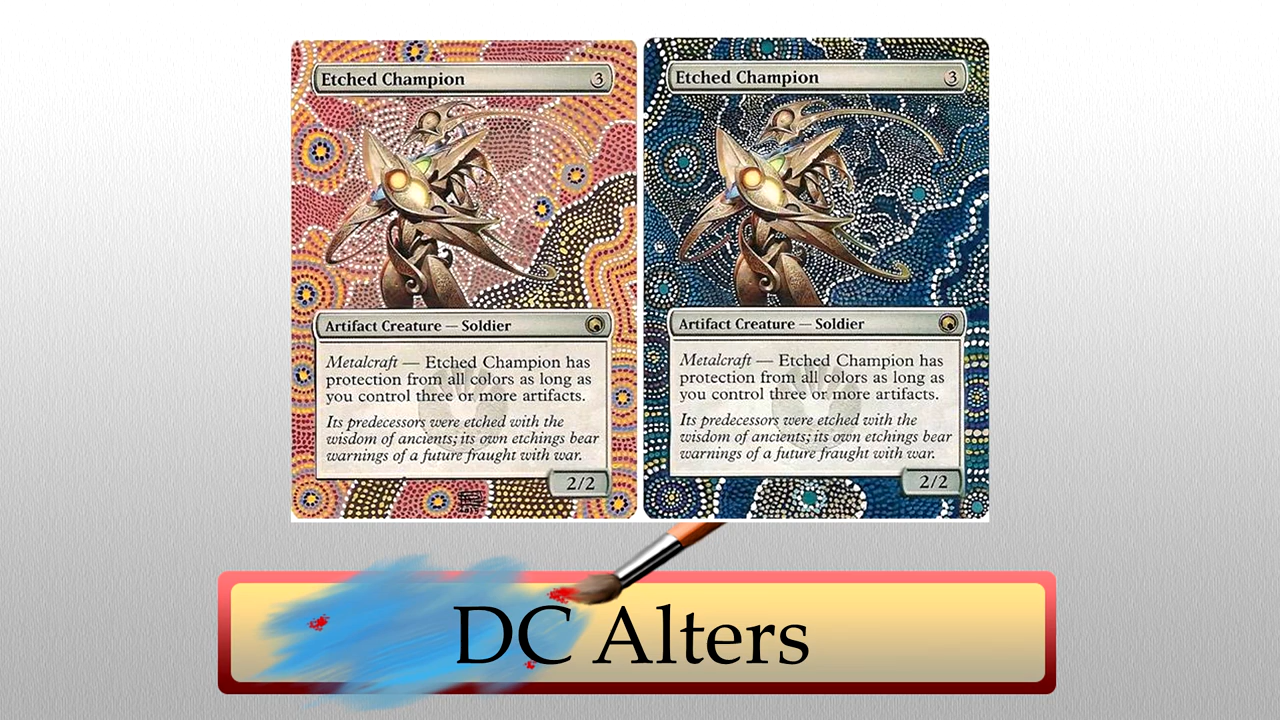 Etched Champion 3
Artifact Creature — Soldier
Metalcraft — Etched Champion has
protection from all colors as long as
you control three or more artifacts.
Its predecessors were etched with the
wisdom of ancients; its own etchings bear
warnings of a future fraught with war.
2/2
Etched Champion 3
Artifact Creature — Soldier
Metalcraft — Etched Champion has
protection from all colors as long as
you control three or more artifacts.
Its predecessors were etched with the
wisdom of ancients; its own etchings bear
warnings of a future fraught with war.
2/2
DC Alters